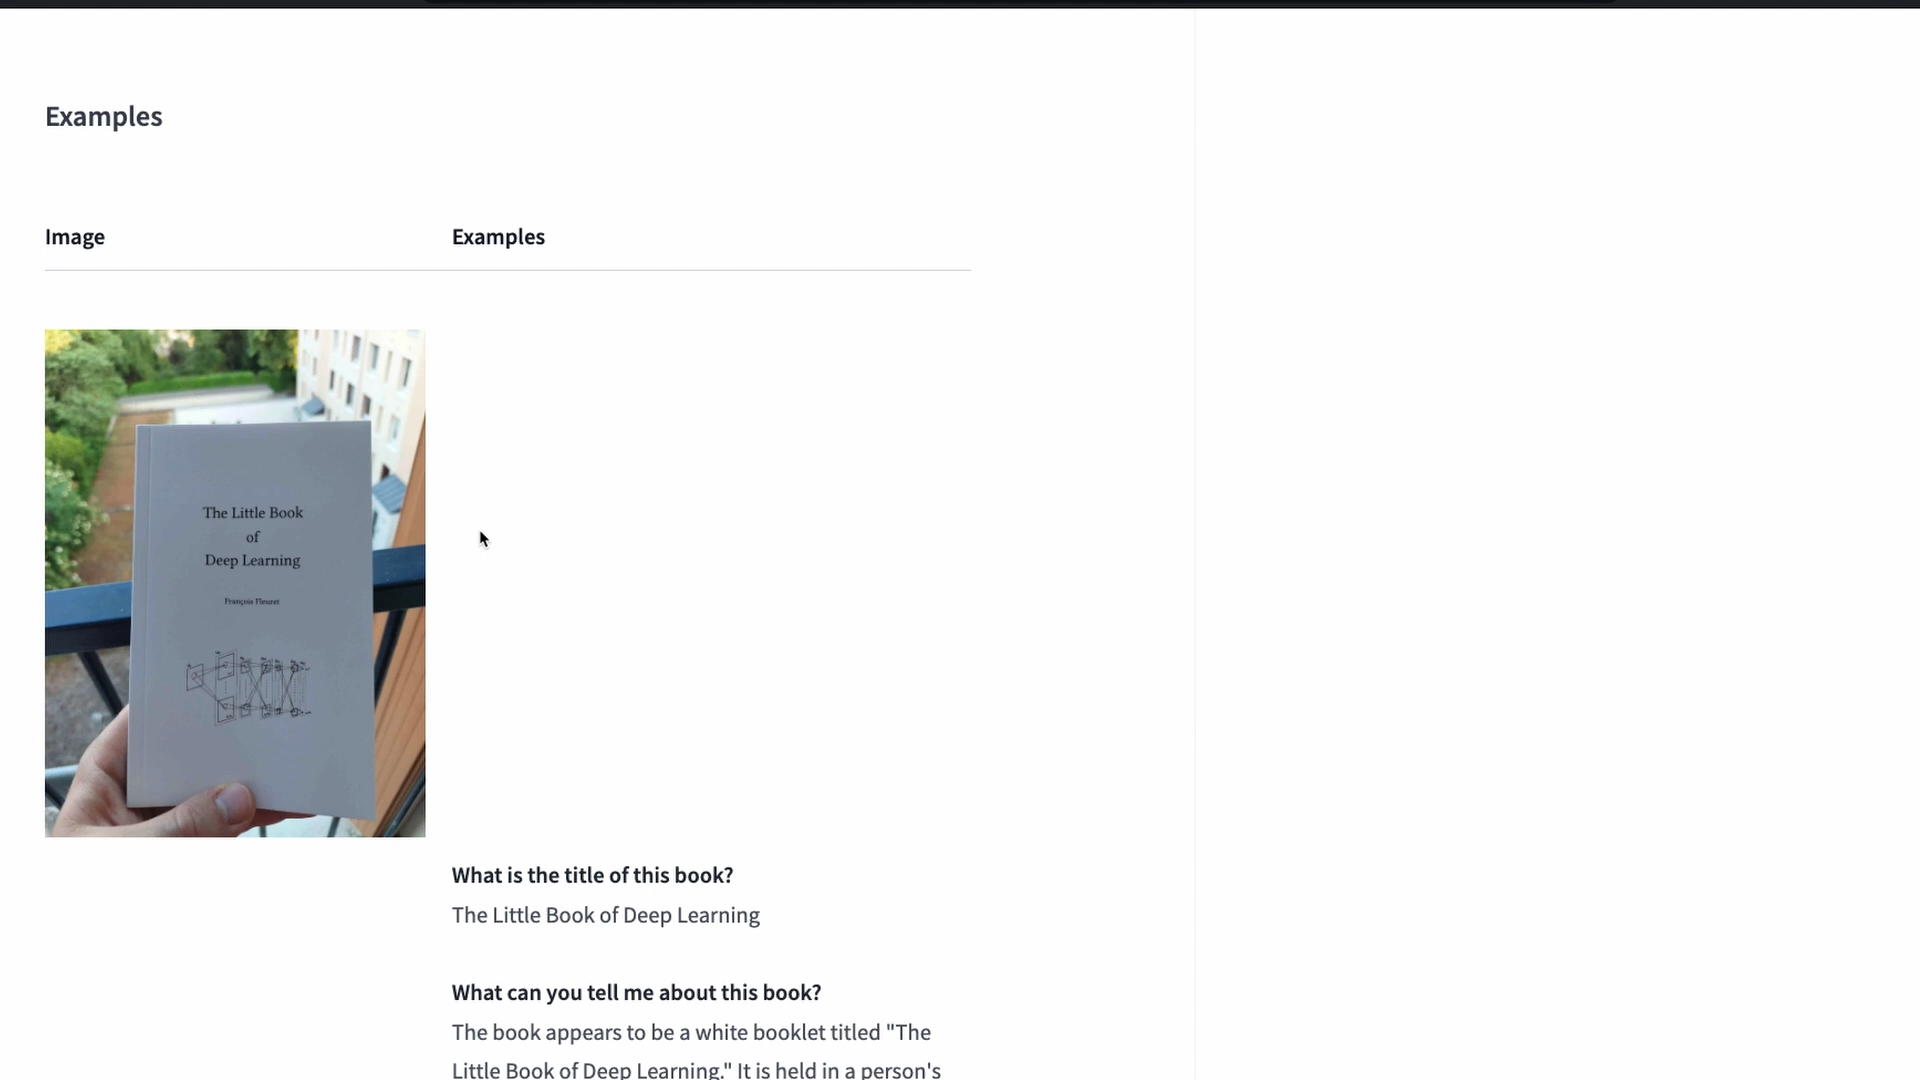 Examples
Image
Examples
The Little Book
of
Deep Learning
François Fleuret
What is the title of this book?
The Little Book of Deep Learning
What can you tell me about this book?
The book appears to be a white booklet titled "The
Little Book of Deep Learning." It is held in a person's